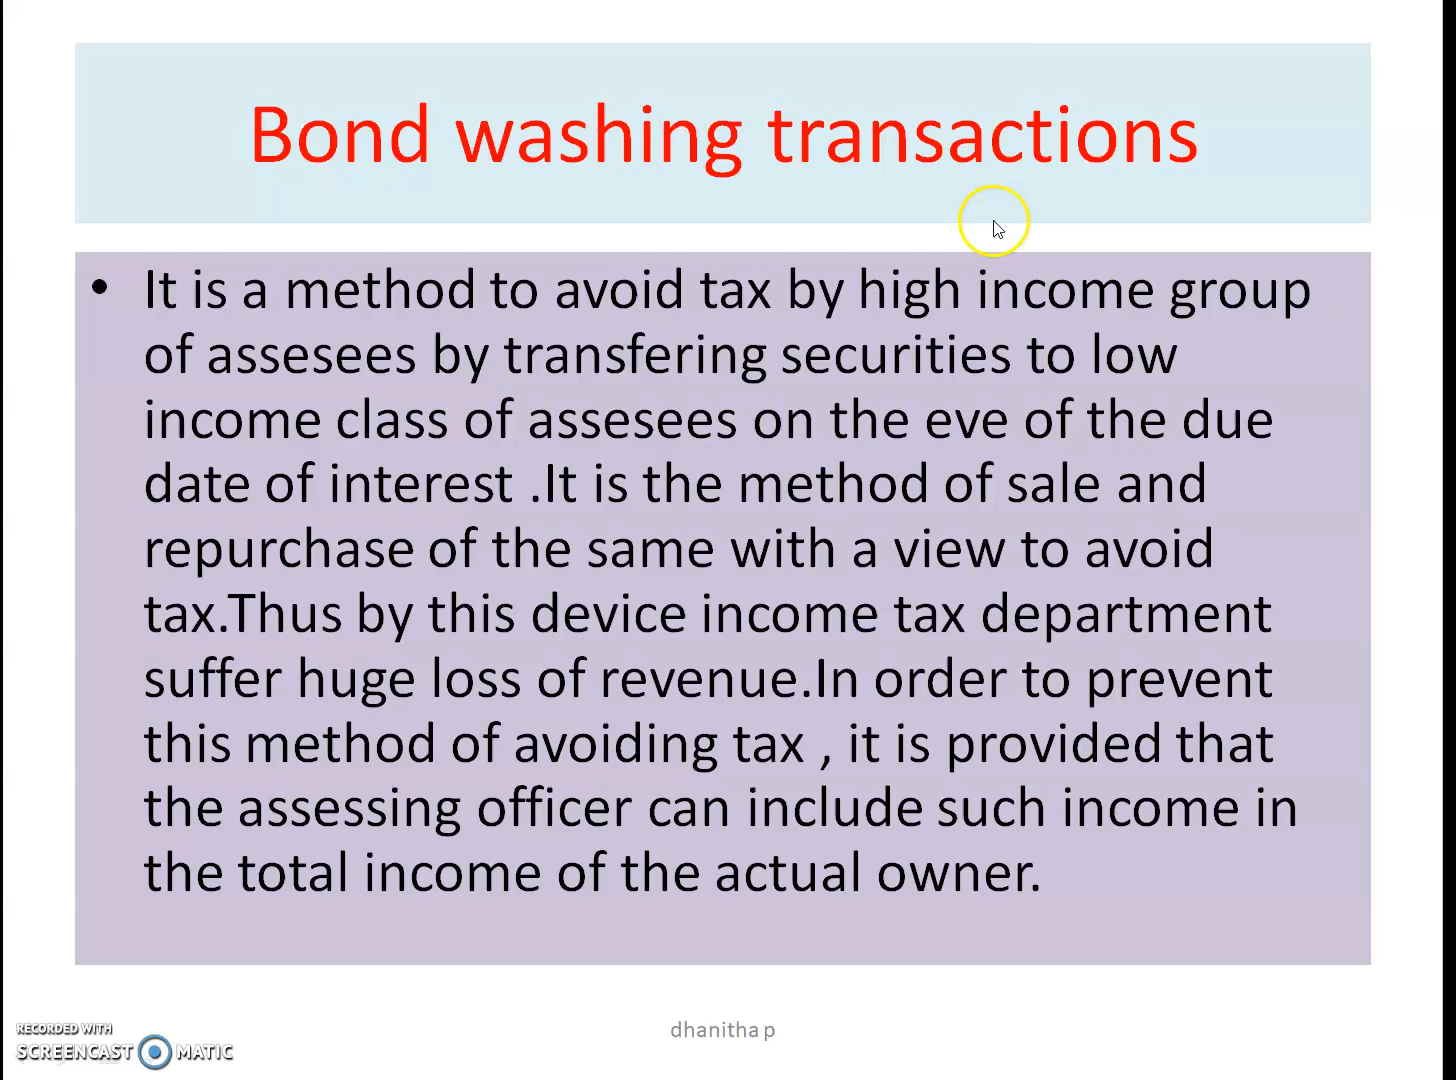 Bond washing transactions
• It is a method to avoid tax by high income group
of assesees by transfering securities to low
income class of assesees on the eve of the due
date of interest .It is the method of sale and
repurchase of the same with a view to avoid
tax.Thus by this device income tax department
suffer huge loss of revenue.In order to prevent
this method of avoiding tax , it is provided that
the assessing officer can include such income in
the total income of the actual owner.
dhanitha p
RECORDED WITH
SCREENCAST MATIC